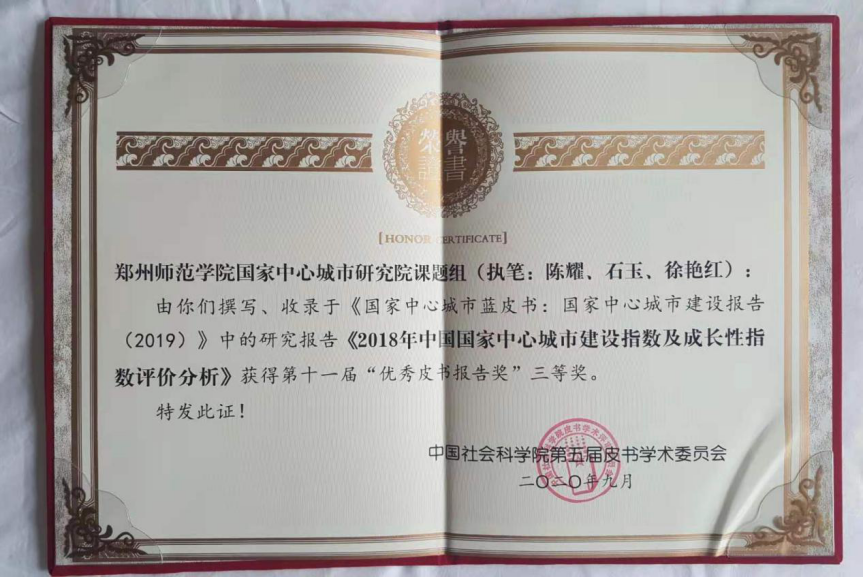 榮譽
證書
[HONOR CERTIFICATE]
郑州师范学院国家中心城市研究院课题组（执笔：陈耀、石玉、徐艳红）：
由你们撰写、收录于《国家中心城市蓝皮书：国家中心城市建设报告
（2019）》中的研究报告《2018年中国国家中心城市建设指数及成长性指
数评价分析》获得第十一届“优秀皮书报告奖”三等奖。
特发此证！
中国社会科学院第五届皮书学术委员会
二〇二〇年九月